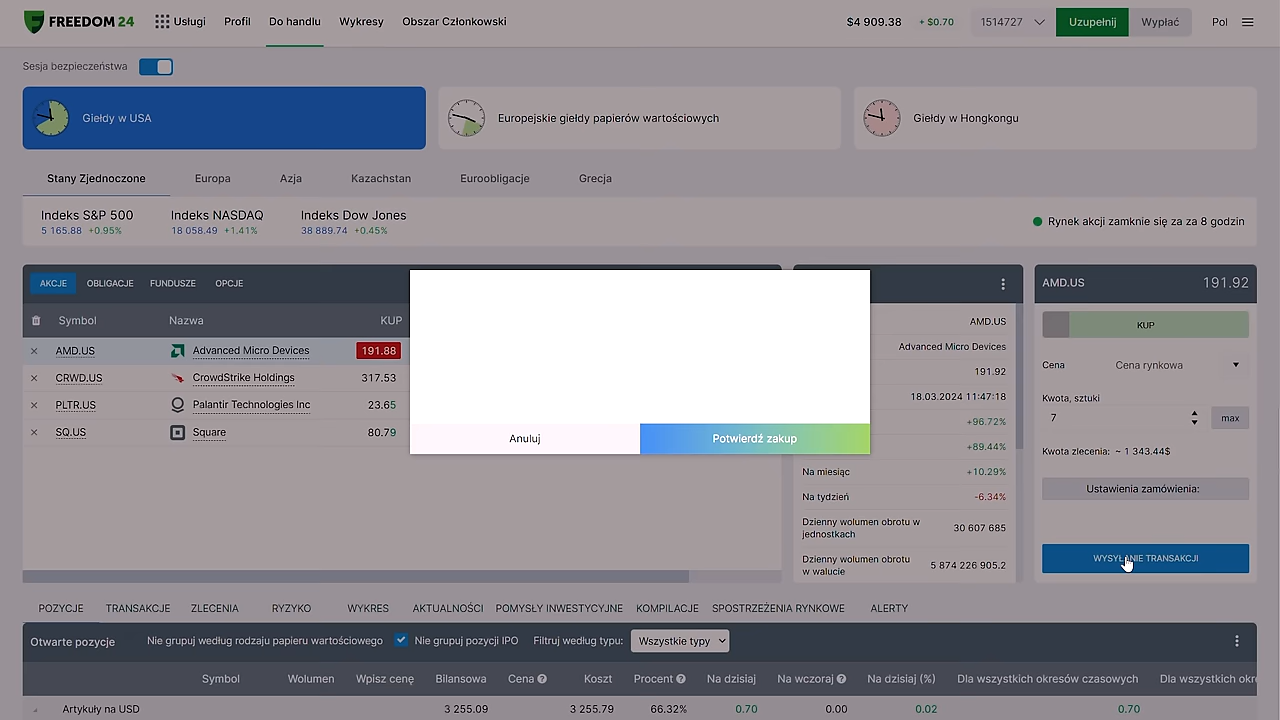 FREEDOM 24 Usługi Profil Do handlu Wykresy Obszar Członkowski $4 909.38 + $0.70 1514727 Uzupełnij Wypłać Pol
Sesja bezpieczeństwa
Giełdy w USA Europejskie giełdy papierów wartościowych Giełdy w Hongkongu
Stany Zjednoczone Europa Azja Kazachstan Euroobligacje Grecja
Indeks S&P 500 Indeks NASDAQ Indeks Dow Jones
5 165.88 +0.95% 18 058.49 +1.41% 38 889.74 +0.45%
Rynek akcji zamknie się za za 8 godzin
AKCJE OBLIGACJE FUNDUSZE OPCJE
Symbol Nazwa KUP
AMD.US Advanced Micro Devices 191.88
CRWD.US CrowdStrike Holdings 317.53
PLTR.US Palantir Technologies Inc 23.65
SQ.US Square 80.79
Anuluj Potwierdź zakup
AMD.US
Advanced Micro Devices
191.92
18.03.2024 11:47:18
+96.72%
+89.44%
Na miesiąc +10.29%
Na tydzień -6.34%
Dzienny wolumen obrotu w
jednostkach 30 607 685
Dzienny wolumen obrotu
w walucie 5 874 226 905.2
AMD.US 191.92
KUP
Cena Cena rynkowa
Kwota, sztuki
7 max
Kwota zlecenia: ~ 1 343.44$
Ustawienia zamówienia:
WYSYŁANIE TRANSAKCJI
POZYCJE TRANSAKCJE ZLECENIA RYZYKO WYKRES AKTUALNOŚCI POMYSŁY INWESTYCYJNE KOMPILACJE SPOSTRZEŻENIA RYNKOWE ALERTY
Otwarte pozycje Nie grupuj według rodzaju papieru wartościowego Nie grupuj pozycji IPO Filtruj według typu: Wszystkie typy
Symbol Wolumen Wpisz cenę Bilansowa Cena Koszt Procent Na dzisiaj Na wczoraj Na dzisiaj (%) Dla wszystkich okresów czasowych Dla wszystkich okre
Artykuły na USD 3 255.09 3 255.79 66.32% 0.70 0.00 0.02 0.70